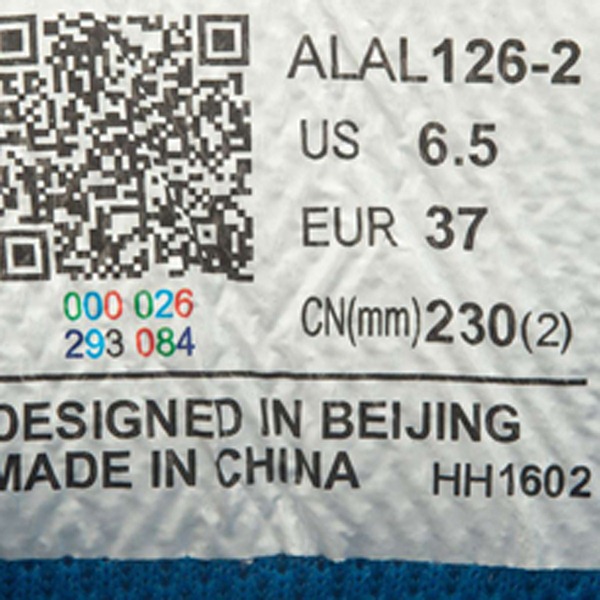 ALAL126-2
US 6.5
EUR 37
CN(mm)230(2)
000 026
293 084
DESIGNED IN BEIJING
MADE IN CHINA HH1602